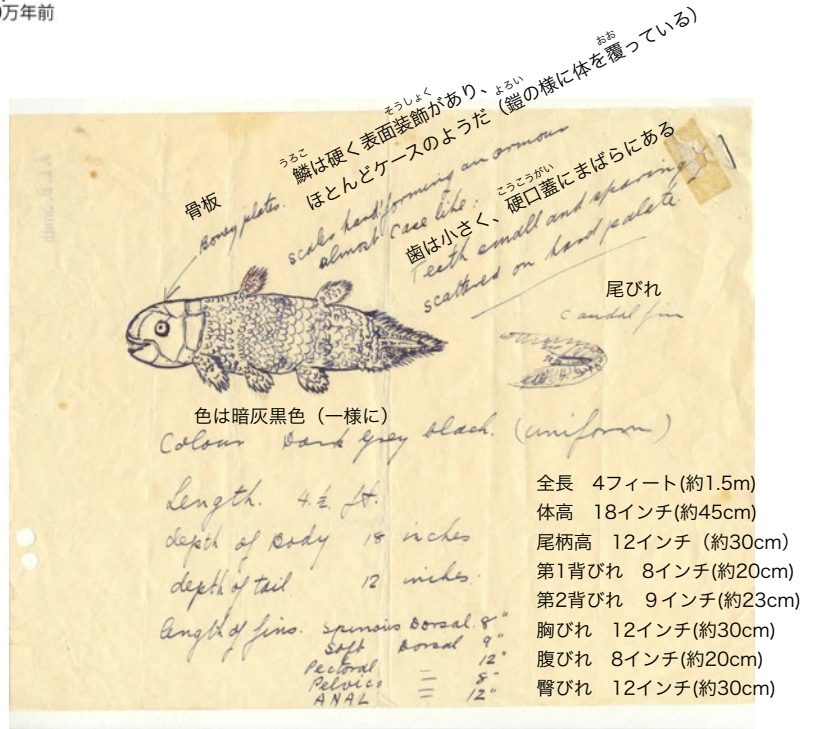 0万年前
そうしょく
うろこ
鱗は硬く表面装飾があり、
よろい
おお
ほとんどケースのようだ（鎧の様に体を覆っている）
骨板
Boney plates.
scales hard forming an armour
almost case like.
こうこうがい
歯は小さく、硬口蓋にまばらにある
Teeth small and sparing
scattered on hard palate.
尾びれ
Caudal fin
色は暗灰黒色（一様に）
Colour Dark grey black. (uniform)
Length. 4.½. ft.
depth of Body 18 inches
depth of tail 12 inches.
length of fins. Spinous Dorsal. 8"
Soft Dorsal 9"
Pectoral 12"
Pelvics = 8"
ANAL = 12"
全長　4フィート(約1.5m)
体高　18インチ(約45cm)
尾柄高　12インチ（約30cm）
第1背びれ　8インチ(約20cm)
第2背びれ　９インチ(約23cm)
胸びれ　12インチ(約30cm)
腹びれ　8インチ(約20cm)
臀びれ　12インチ(約30cm)